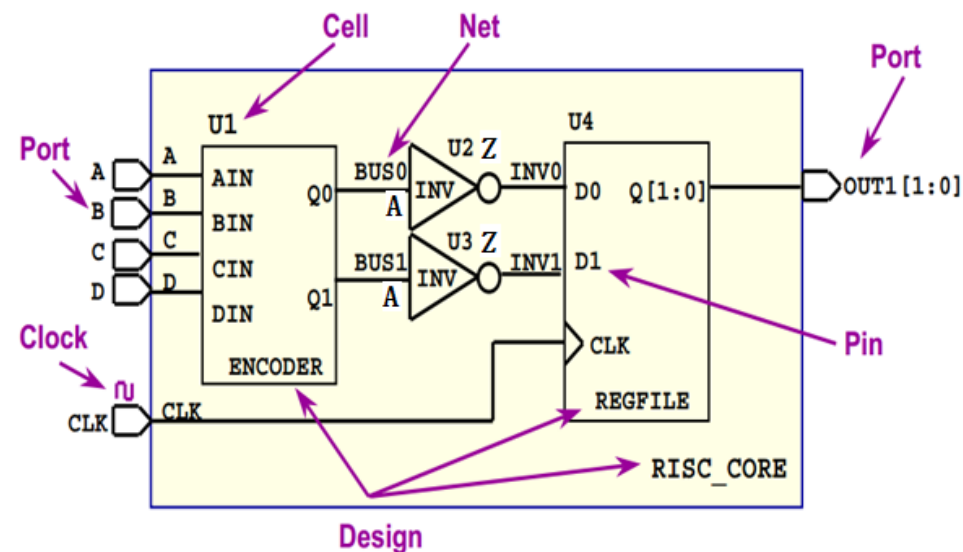 Cell
Net
Port
U1
U4
U2 Z
Port
A
A
AIN
BUS0
INV
A
INV0
D0
Q[1:0]
OUT1[1:0]
B
B
BIN
Q0
C
C
CIN
U3 Z
BUS1
INV
A
INV1
D1
D
D
DIN
Q1
Clock
ENCODER
CLK
Pin
CLK
CLK
REGFILE
RISC_CORE
Design